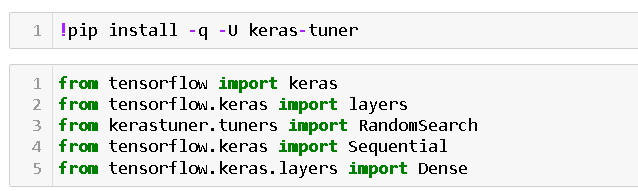 1 !pip install -q -U keras-tuner
1 from tensorflow import keras
2 from tensorflow.keras import layers
3 from kerastuner.tuners import RandomSearch
4 from tensorflow.keras import Sequential
5 from tensorflow.keras.layers import Dense